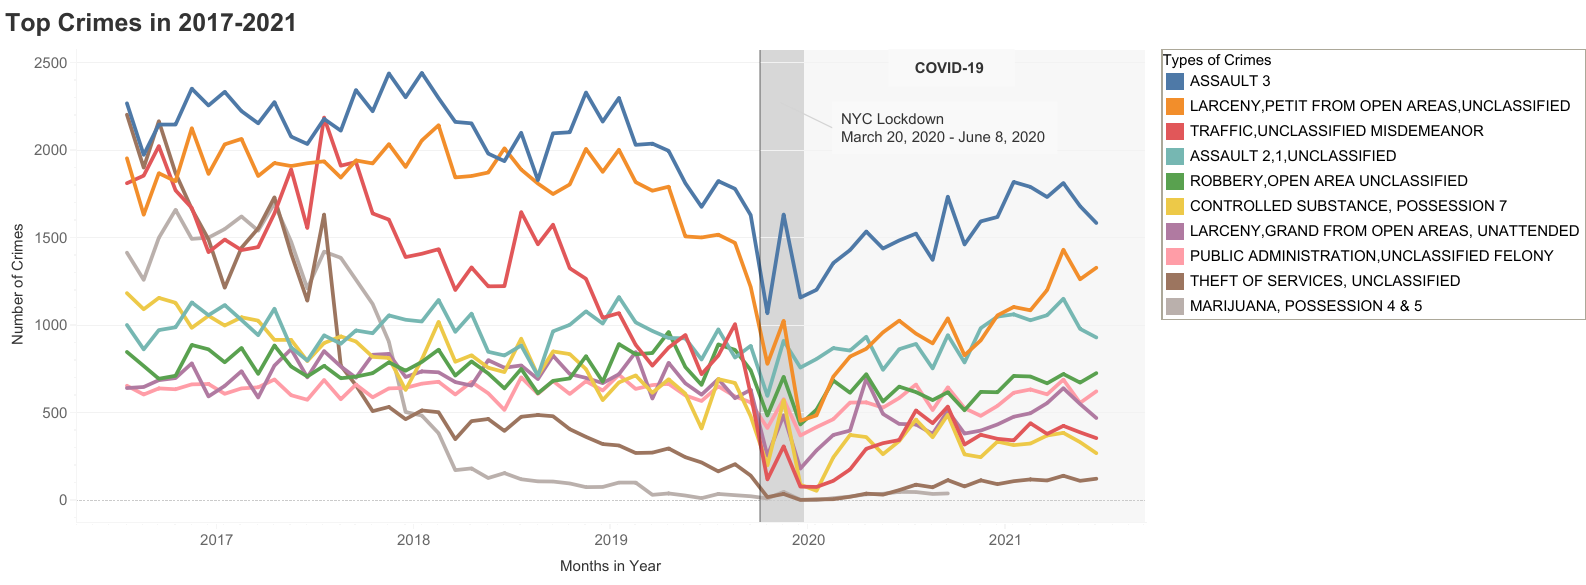 Top Crimes in 2017-2021
2500
2000
1500
1000
500
0
Number of Crimes
2017
2018
2019
2020
2021
Months in Year
COVID-19
NYC Lockdown
March 20, 2020 - June 8, 2020
Types of Crimes
ASSAULT 3
LARCENY,PETIT FROM OPEN AREAS,UNCLASSIFIED
TRAFFIC,UNCLASSIFIED MISDEMEANOR
ASSAULT 2,1,UNCLASSIFIED
ROBBERY,OPEN AREA UNCLASSIFIED
CONTROLLED SUBSTANCE, POSSESSION 7
LARCENY,GRAND FROM OPEN AREAS, UNATTENDED
PUBLIC ADMINISTRATION,UNCLASSIFIED FELONY
THEFT OF SERVICES, UNCLASSIFIED
MARIJUANA, POSSESSION 4 & 5